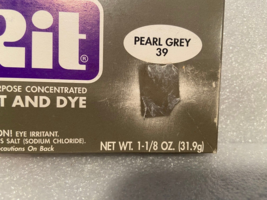 Rit
PEARL GREY
39
RPOSE CONCENTRATED
T AND DYE
ON! EYE IRRITANT.
S SALT (SODIUM CHLORIDE).
cautions On Back
NET WT. 1-1/8 OZ. (31.9g)